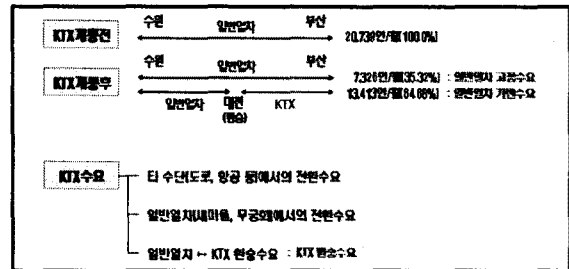 KTX개통전
수원 일반열차 부산
20,739인/월(100.0%)
KTX개통후
수원 일반열차 부산
7,326인/월(35.32%) : 일반열차 고정수요
13,413인/월(64.68%) : 일반열차 가변수요
일반열차 대전 KTX
(환승)
KTX수요
타 수단(도로, 항공 등)에서의 전환수요
일반열차(새마을, 무궁화)에서의 전환수요
일반열차 ↔ KTX 환승수요 : KTX 환승수요